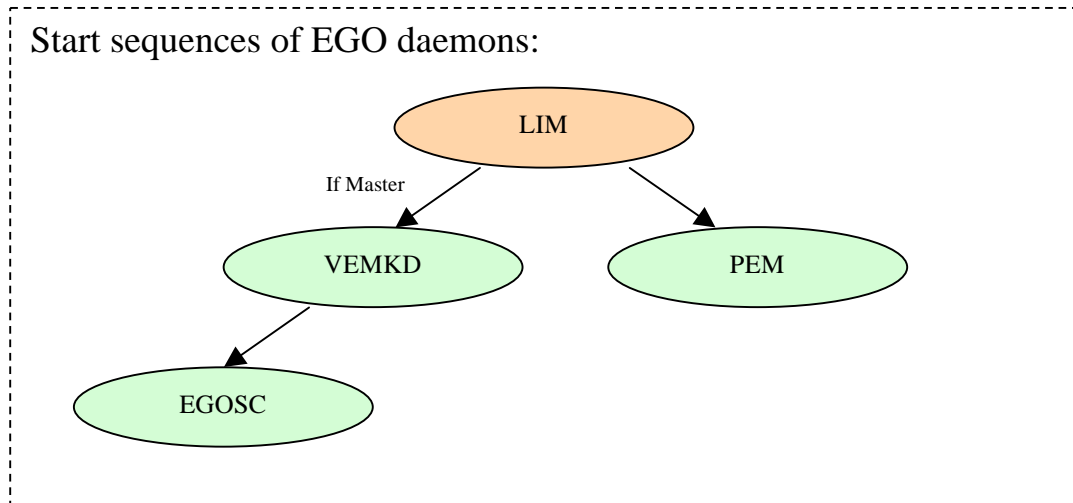 Start sequences of EGO daemons:
LIM
If Master
VEMKD
PEM
EGOSC